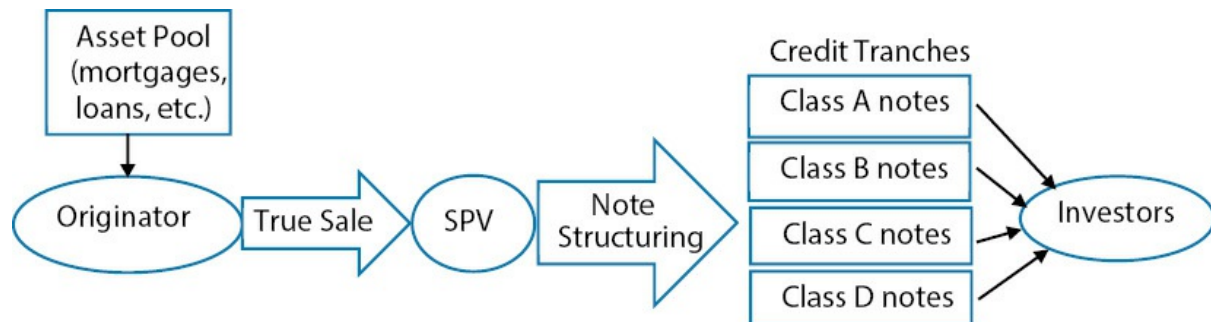 Asset Pool
(mortgages,
loans, etc.)
Originator
True Sale
SPV
Note
Structuring
Credit Tranches
Class A notes
Class B notes
Class C notes
Class D notes
Investors